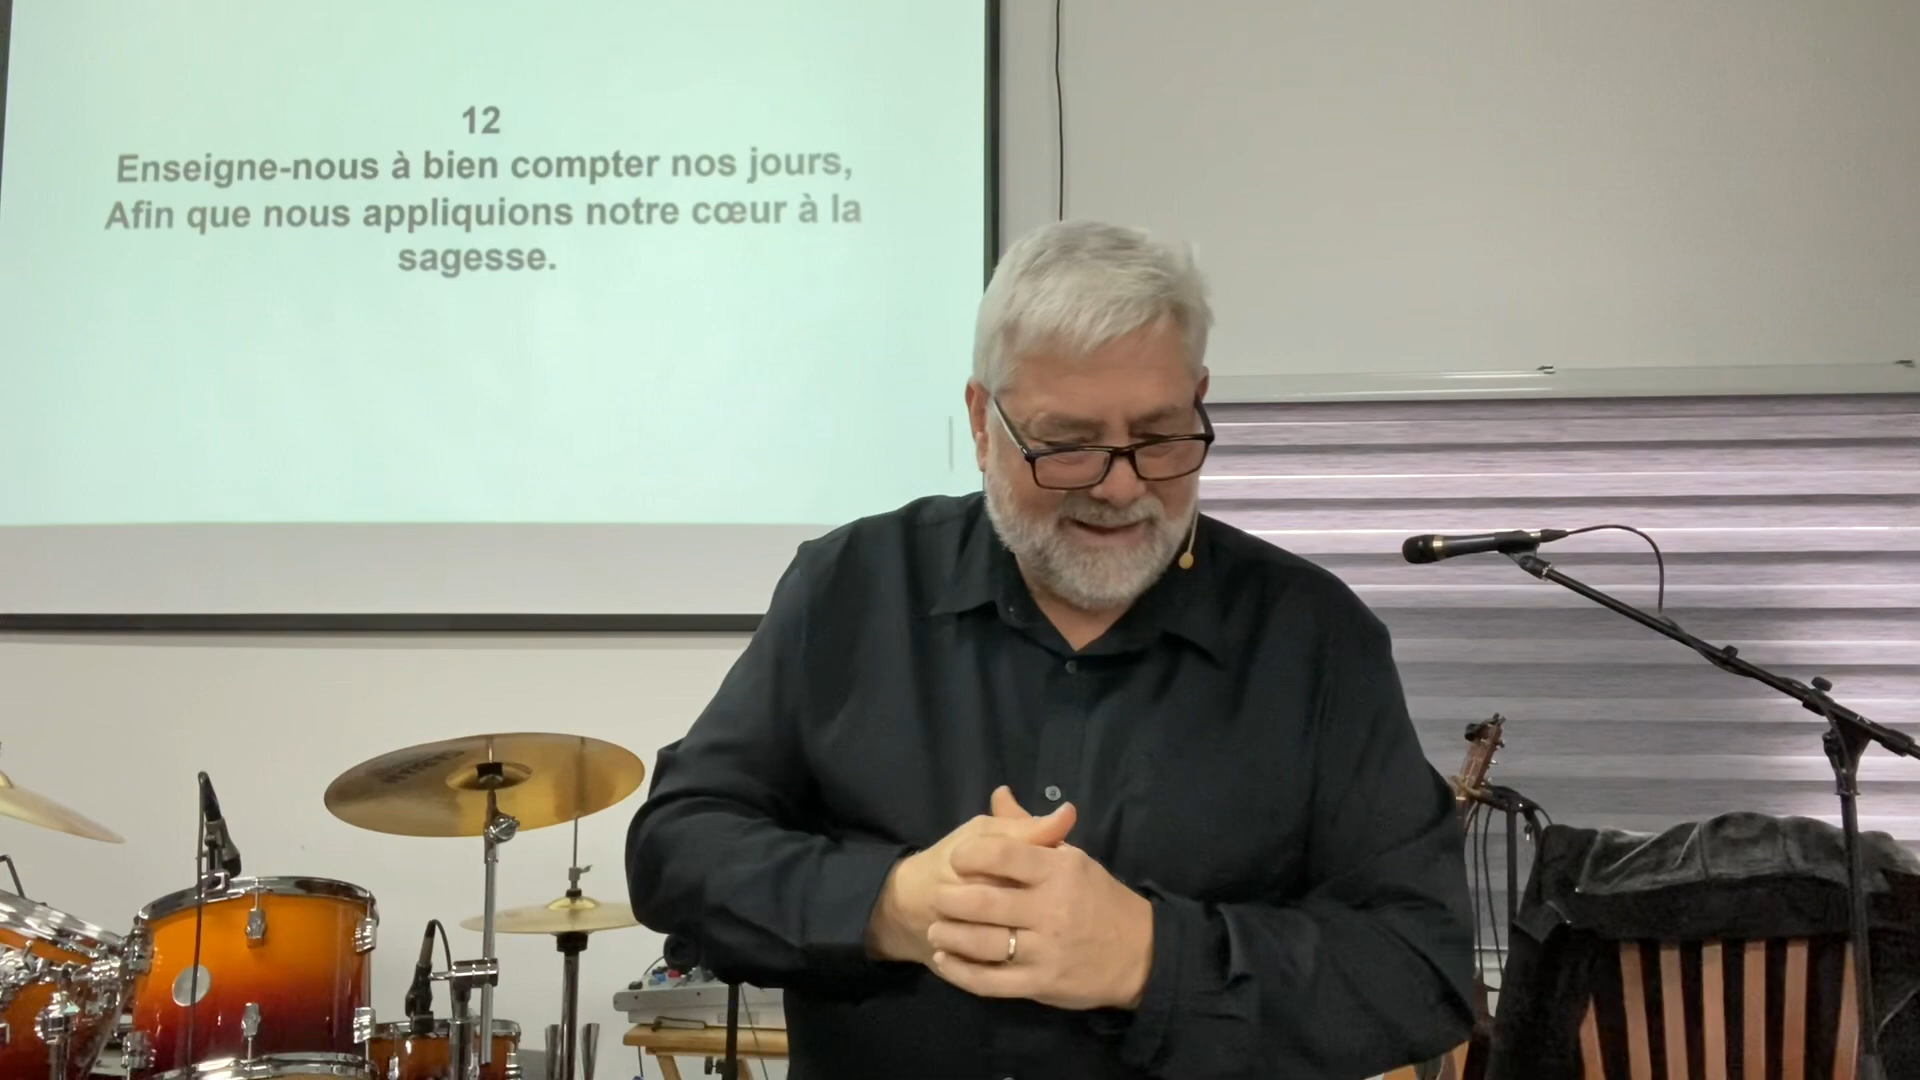 12
Enseigne-nous à bien compter nos jours,
Afin que nous appliquions notre cœur à la
sagesse.